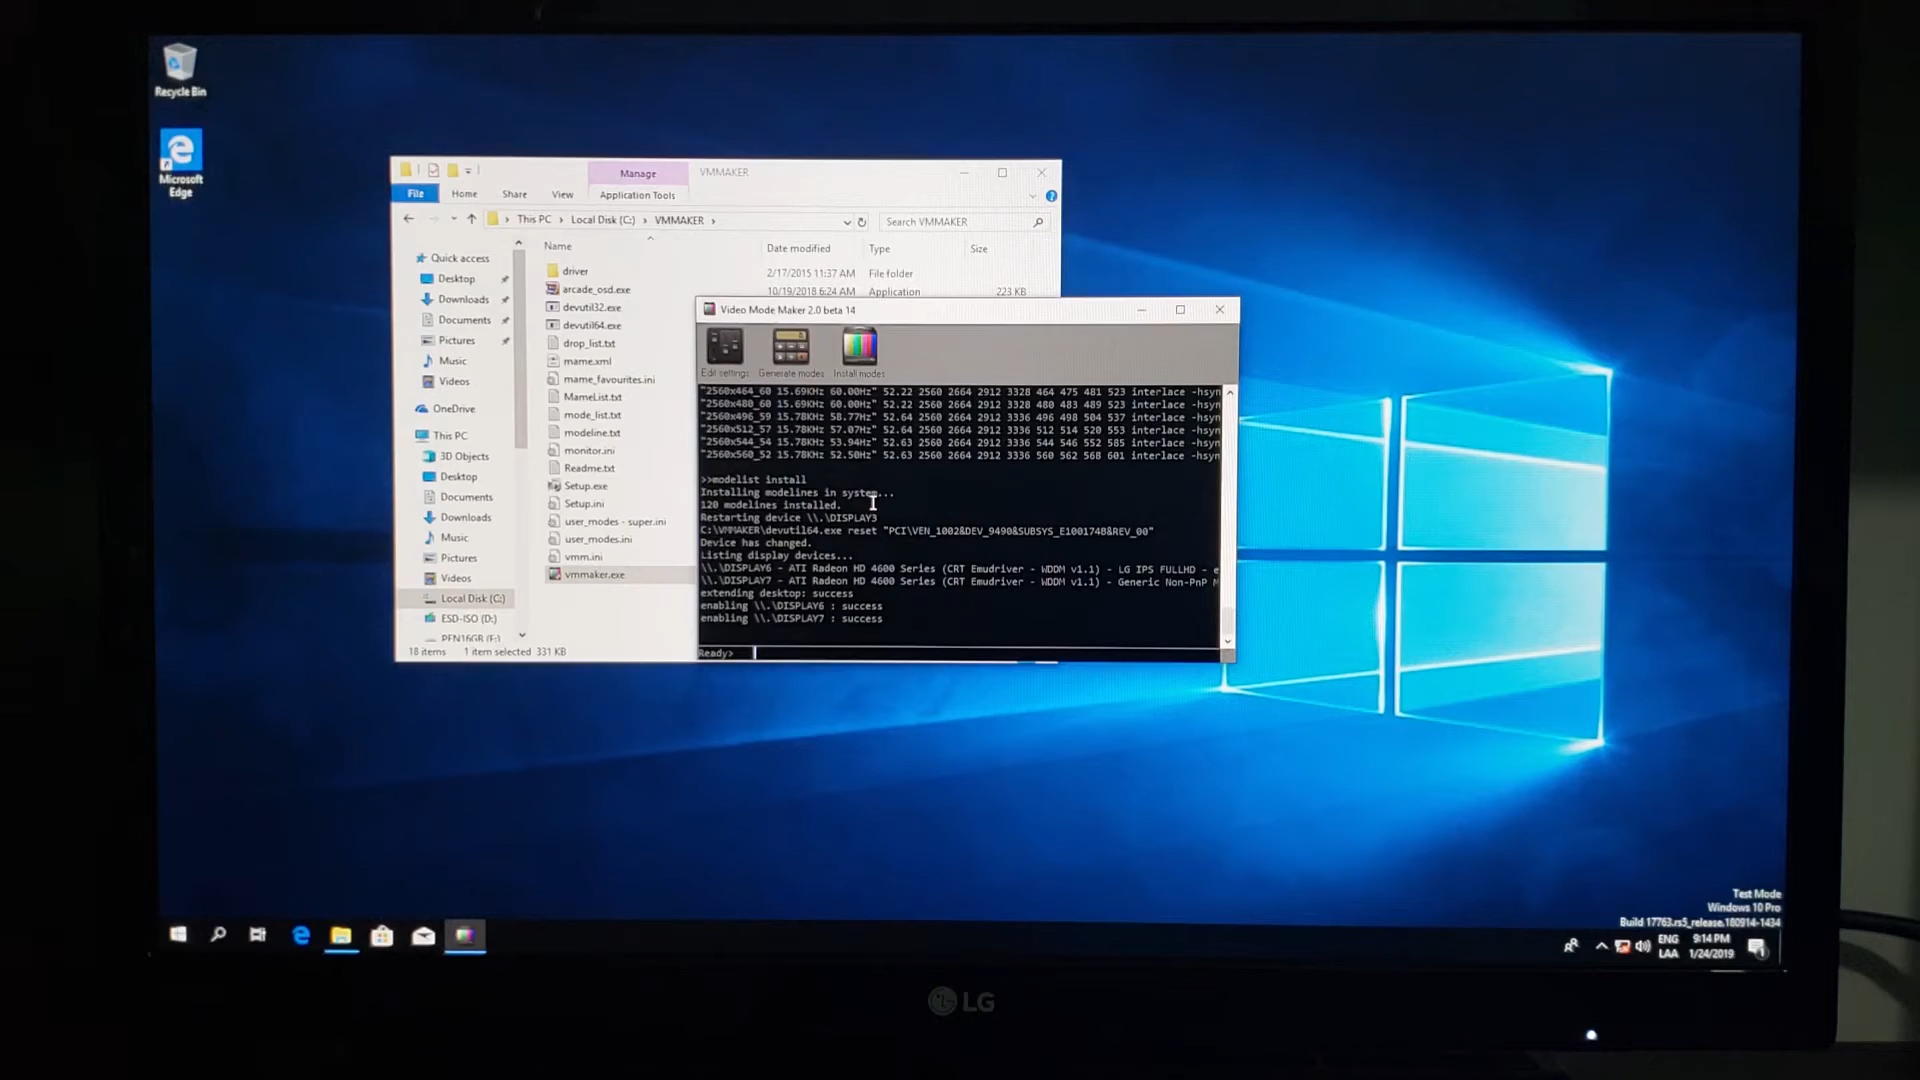 Recycle Bin
Microsoft
Edge
Manage
VMMAKER
File
Home
Share
View
Application Tools
This PC
Local Disk (C:)
VMMAKER
Search VMMAKER
Name
Date modified
Type
Size
Quick access
Desktop
Downloads
Documents
Pictures
Music
Videos
OneDrive
This PC
3D Objects
Desktop
Documents
Downloads
Music
Pictures
Videos
Local Disk (C:)
ESD-ISO (D:)
PEN16GB (E:)
driver
2/17/2015 11:37 AM
File folder
arcade_osd.exe
10/19/2018 6:24 AM
Application
223 KB
devutil32.exe
devutil64.exe
drop_list.txt
mame.xml
mame_favourites.ini
MameList.txt
mode_list.txt
modeline.txt
monitor.ini
Readme.txt
Setup.exe
Setup.ini
user_modes - super.ini
user_modes.ini
vmm.ini
vmmaker.exe
18 items
1 item selected 331 KB
Video Mode Maker 2.0 beta 14
Edit settings
Generate modes
Install modes
"2560x464_60 15.69KHz 60.00Hz" 52.22 2560 2664 2912 3328 464 475 481 523 interlace -hsyn
"2560x480_60 15.69KHz 60.00Hz" 52.22 2560 2664 2912 3328 480 483 489 523 interlace -hsyn
"2560x496_59 15.78KHz 58.77Hz" 52.64 2560 2664 2912 3336 496 498 504 537 interlace -hsyn
"2560x512_57 15.78KHz 57.07Hz" 52.64 2560 2664 2912 3336 512 514 520 553 interlace -hsyn
"2560x544_54 15.78KHz 53.94Hz" 52.63 2560 2664 2912 3336 544 546 552 585 interlace -hsyn
"2560x560_52 15.78KHz 52.50Hz" 52.63 2560 2664 2912 3336 560 562 568 601 interlace -hsyn
>>modelist install
Installing modelines in system...
120 modelines installed.
Restarting device \\.\DISPLAY3
C:\VMMAKER\devutil64.exe reset "PCI\VEN_1002&DEV_9490&SUBSYS_E100174B&REV_00"
Device has changed.
Listing display devices...
\\.\DISPLAY6 - ATI Radeon HD 4600 Series (CRT Emudriver - WDDM v1.1) - LG IPS FULLHD - e
\\.\DISPLAY7 - ATI Radeon HD 4600 Series (CRT Emudriver - WDDM v1.1) - Generic Non-PnP M
extending desktop: success
enabling \\.\DISPLAY6 : success
enabling \\.\DISPLAY7 : success
Ready>
Test Mode
Windows 10 Pro
Build 17763.rs5_release.180914-1434
ENG
LAA
9:14 PM
1/24/2019
LG